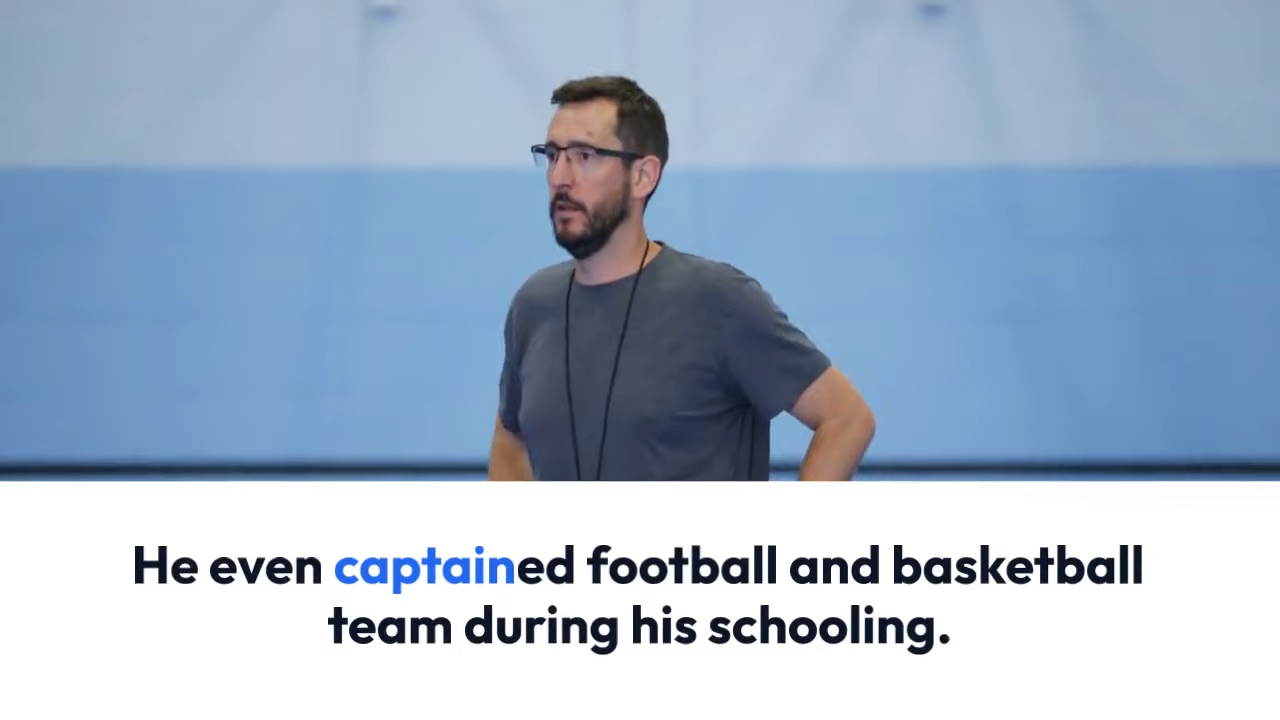 He even captained football and basketball
team during his schooling.